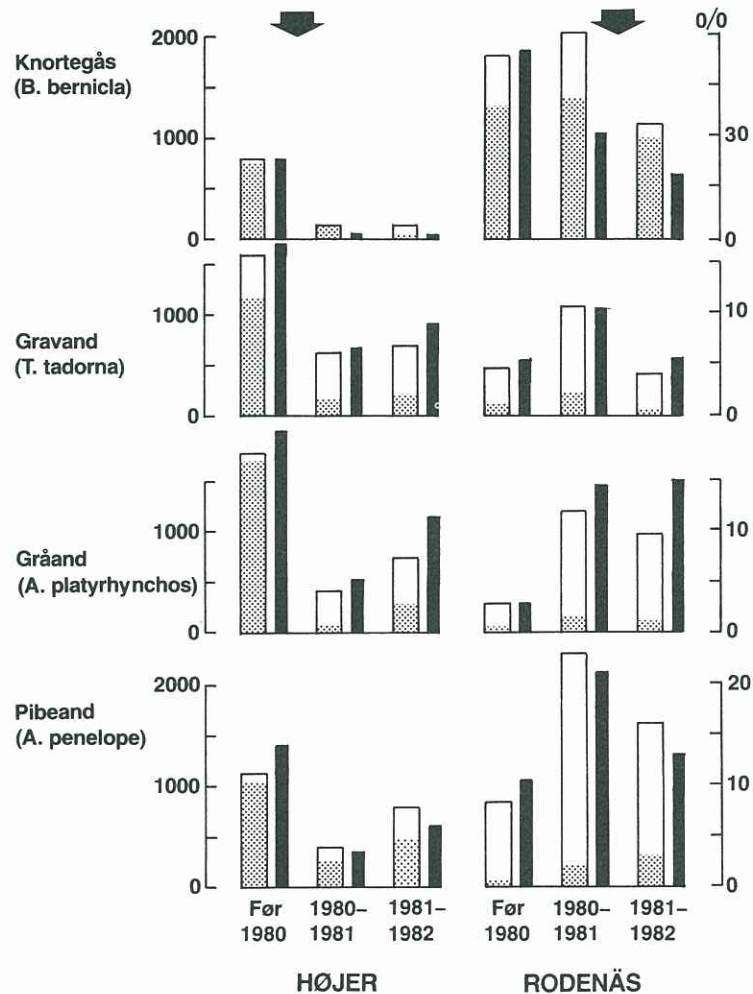 0/0
2000
1000
0
30
0
Knortegås
(B. bernicla)
1000
0
10
0
Gravand
(T. tadorna)
1000
0
10
0
Gråand
(A. platyrhynchos)
2000
1000
0
20
10
0
Pibeand
(A. penelope)
Før 1980– 1981– Før 1980– 1981–
1980 1981 1982 1980 1981 1982
HØJER RODENÄS